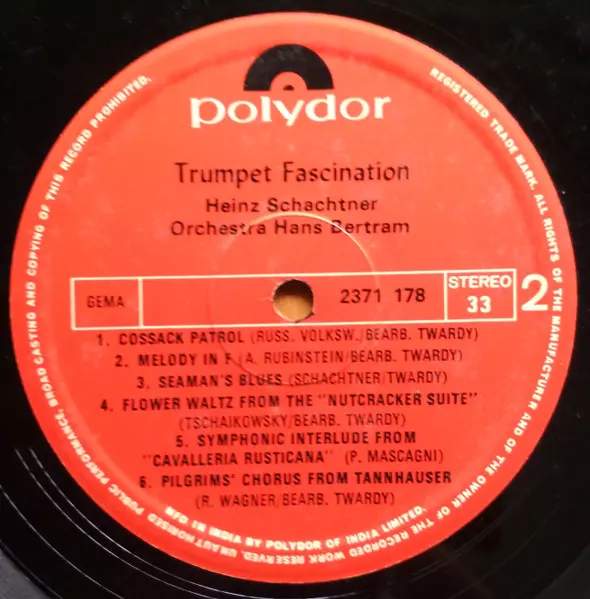 polydor
Trumpet Fascination
Heinz Schachtner
Orchestra Hans Bertram
GEMA
2371 178
STEREO
33
2
1. COSSACK PATROL (RUSS. VOLKSW./BEARB. TWARDY)
2. MELODY IN F (A. RUBINSTEIN/BEARB. TWARDY)
3. SEAMAN'S BLUES (SCHACHTNER/TWARDY)
4. FLOWER WALTZ FROM THE "NUTCRACKER SUITE"
(TSCHAIKOWSKY/BEARB. TWARDY)
5. SYMPHONIC INTERLUDE FROM
"CAVALLERIA RUSTICANA" (P. MASCAGNI)
6. PILGRIMS' CHORUS FROM TANNHAUSER
(R. WAGNER/BEARB. TWARDY)
MFD. IN INDIA BY POLYDOR OF INDIA LIMITED.
REGISTERED TRADE MARK. ALL RIGHTS OF THE MANUFACTURER AND OF THE OWNER OF THE RECORDED WORK RESERVED. UNAUTHORISED PUBLIC PERFORMANCE, BROADCASTING AND COPYING OF THIS RECORD PROHIBITED.